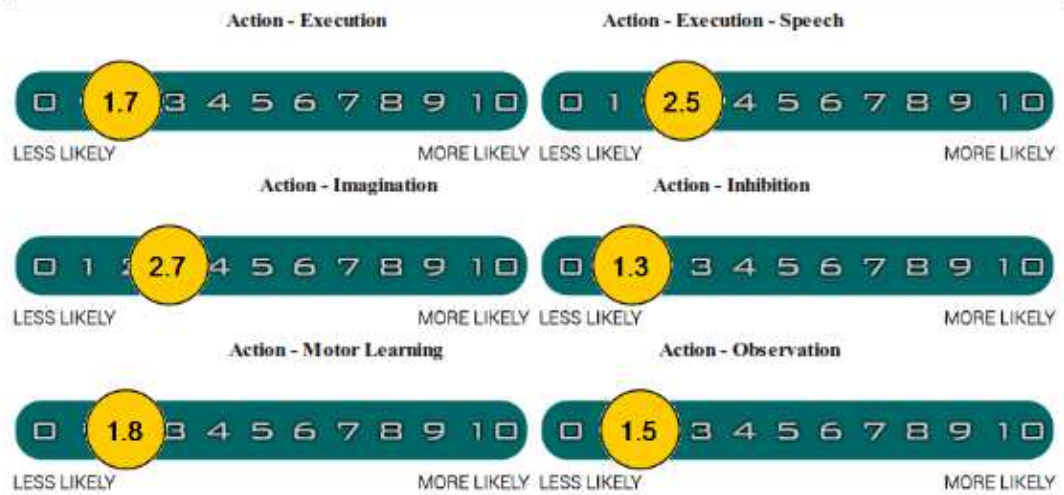 Action - Execution
Action - Execution - Speech
0 1.7 3 4 5 6 7 8 9 10
0 1 2.5 4 5 6 7 8 9 10
LESS LIKELY MORE LIKELY
LESS LIKELY MORE LIKELY
Action - Imagination
Action - Inhibition
0 1 2.7 4 5 6 7 8 9 10
0 1.3 3 4 5 6 7 8 9 10
LESS LIKELY MORE LIKELY
LESS LIKELY MORE LIKELY
Action - Motor Learning
Action - Observation
0 1.8 3 4 5 6 7 8 9 10
0 1.5 3 4 5 6 7 8 9 10
LESS LIKELY MORE LIKELY
LESS LIKELY MORE LIKELY